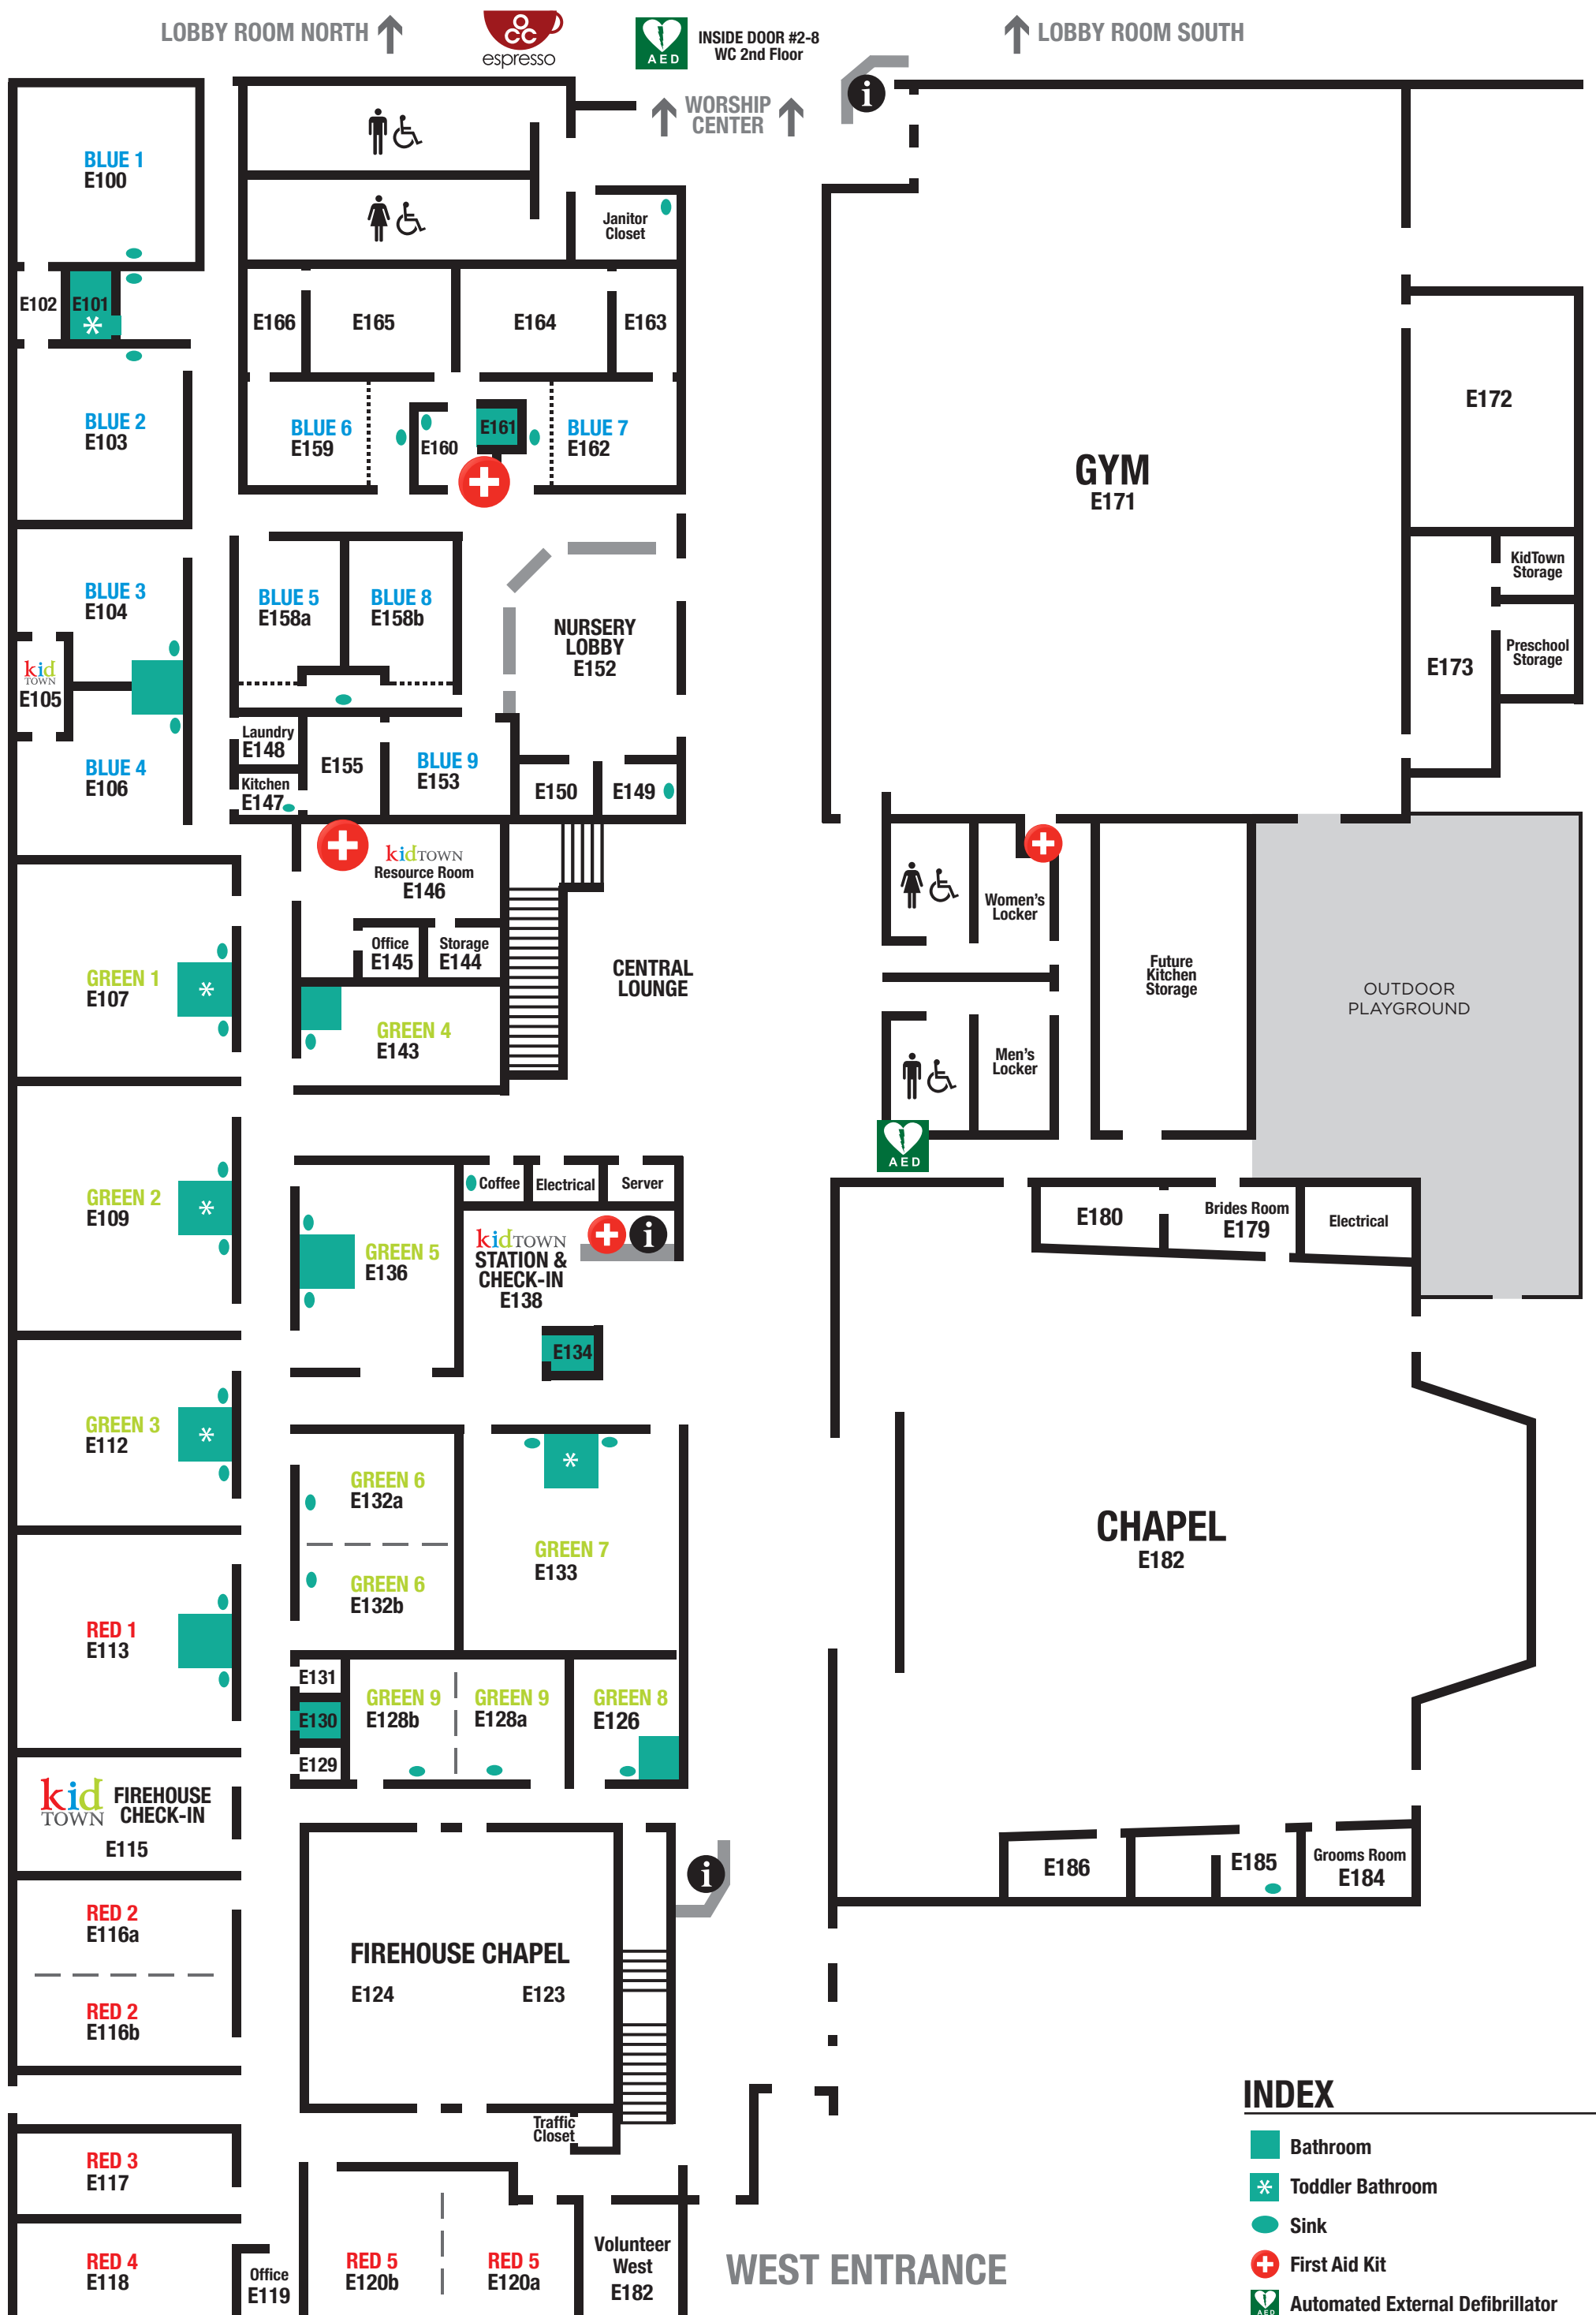 LOBBY ROOM NORTH
OCC
espresso
AED
INSIDE DOOR #2-8
WC 2nd Floor
LOBBY ROOM SOUTH
WORSHIP
CENTER
i
BLUE 1
E100
Janitor
Closet
E102
E101
*
E166
E165
E164
E163
BLUE 2
E103
BLUE 6
E159
E160
E161
BLUE 7
E162
GYM
E171
E172
KidTown
Storage
Preschool
Storage
E173
BLUE 3
E104
kid
TOWN
E105
BLUE 4
E106
BLUE 5
E158a
BLUE 8
E158b
NURSERY
LOBBY
E152
Laundry
E148
Kitchen
E147
E155
BLUE 9
E153
E150
E149
kidTOWN
Resource Room
E146
Office
E145
Storage
E144
GREEN 1
E107
*
GREEN 4
E143
CENTRAL
LOUNGE
Women's
Locker
Men's
Locker
Future
Kitchen
Storage
OUTDOOR
PLAYGROUND
AED
GREEN 2
E109
*
GREEN 5
E136
Coffee
Electrical
Server
kidTOWN
STATION &
CHECK-IN
E138
i
E134
E180
Brides Room
E179
Electrical
GREEN 3
E112
*
GREEN 6
E132a
GREEN 6
E132b
*
GREEN 7
E133
CHAPEL
E182
RED 1
E113
E131
E130
E129
GREEN 9
E128b
GREEN 9
E128a
GREEN 8
E126
kid
TOWN
FIREHOUSE
CHECK-IN
E115
RED 2
E116a
RED 2
E116b
FIREHOUSE CHAPEL
E124
E123
i
E186
E185
Grooms Room
E184
Traffic
Closet
RED 3
E117
RED 4
E118
Office
E119
RED 5
E120b
RED 5
E120a
Volunteer
West
E182
WEST ENTRANCE
INDEX
Bathroom
* Toddler Bathroom
Sink
First Aid Kit
AED
Automated External Defibrillator